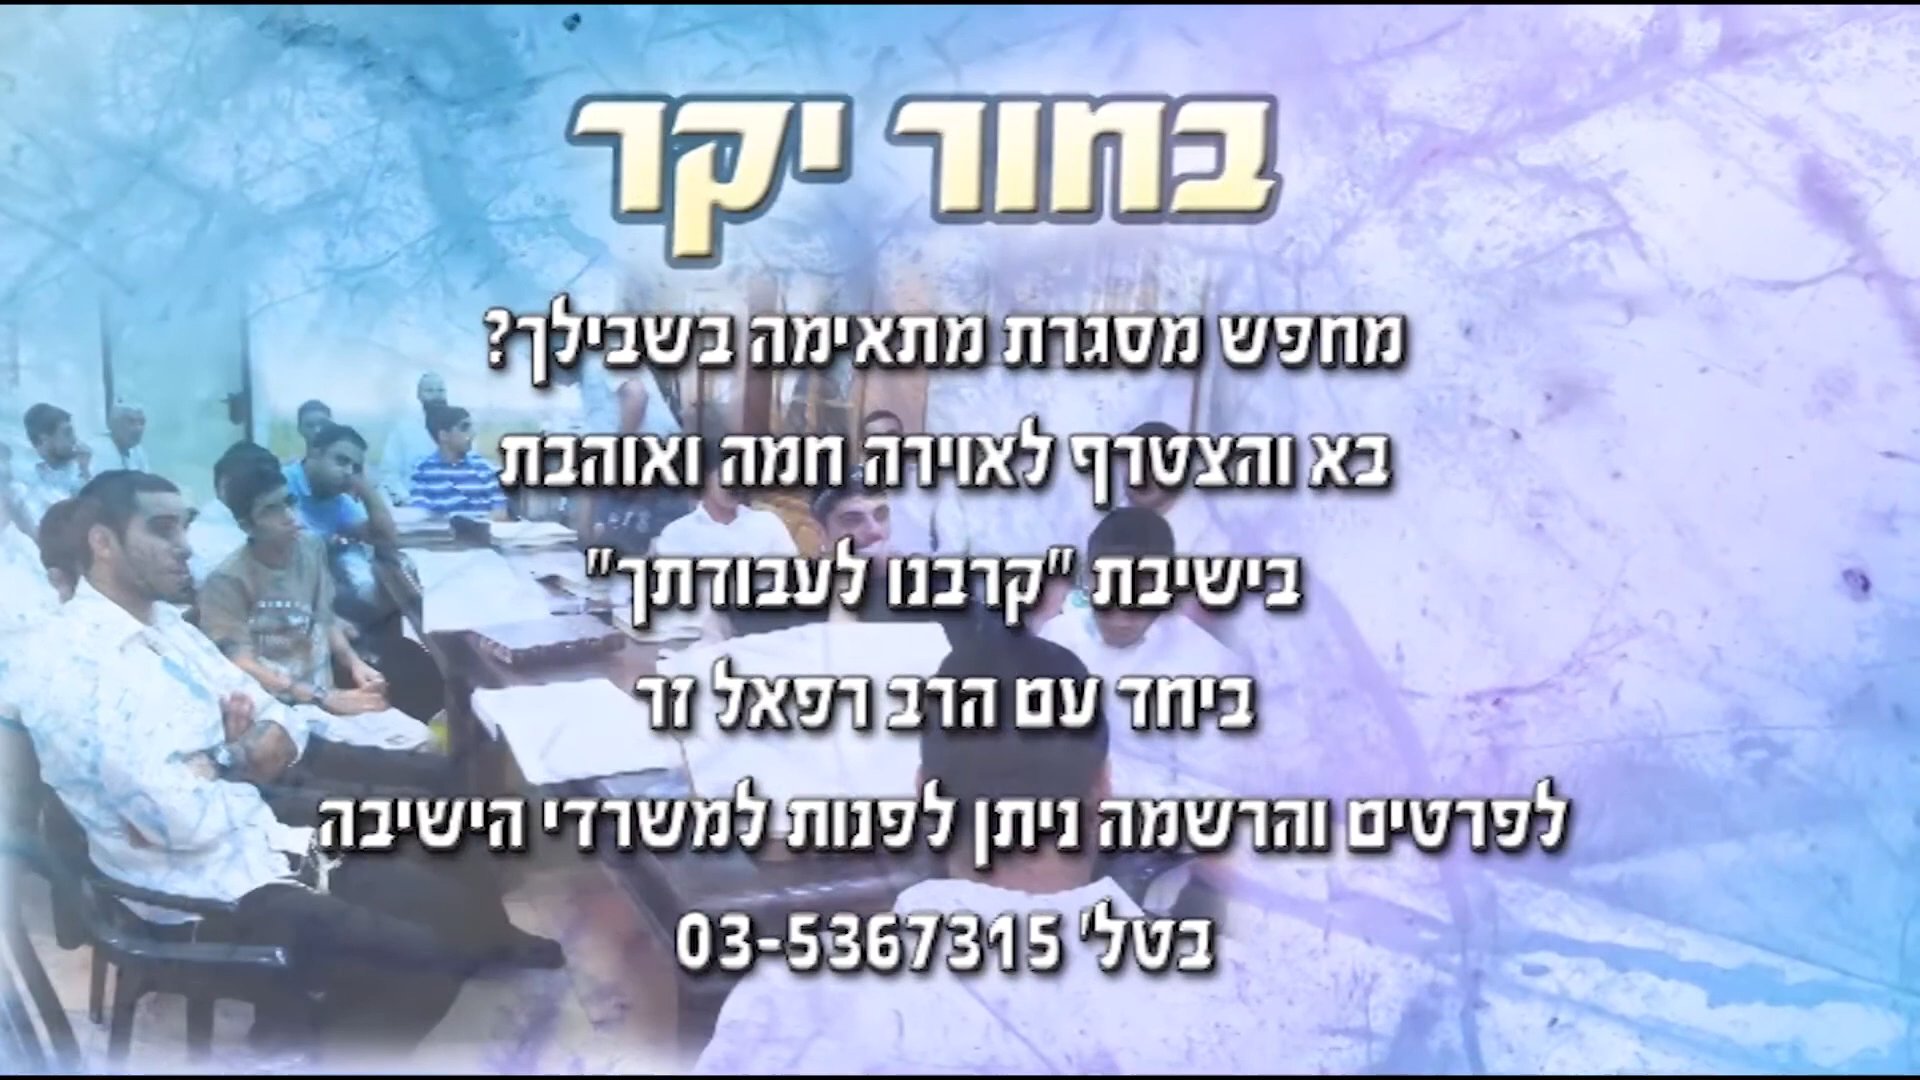 בחור יקר
מחפש מסגרת מתאימה בשבילך?
בא והצטרף לאוירה חמה ואוהבת
בישיבת "קרבנו לעבודתך"
ביחד עם הרב רפאל זר
לפרטים והרשמה ניתן לפנות למשרדי הישיבה
בטל' 03-5367315